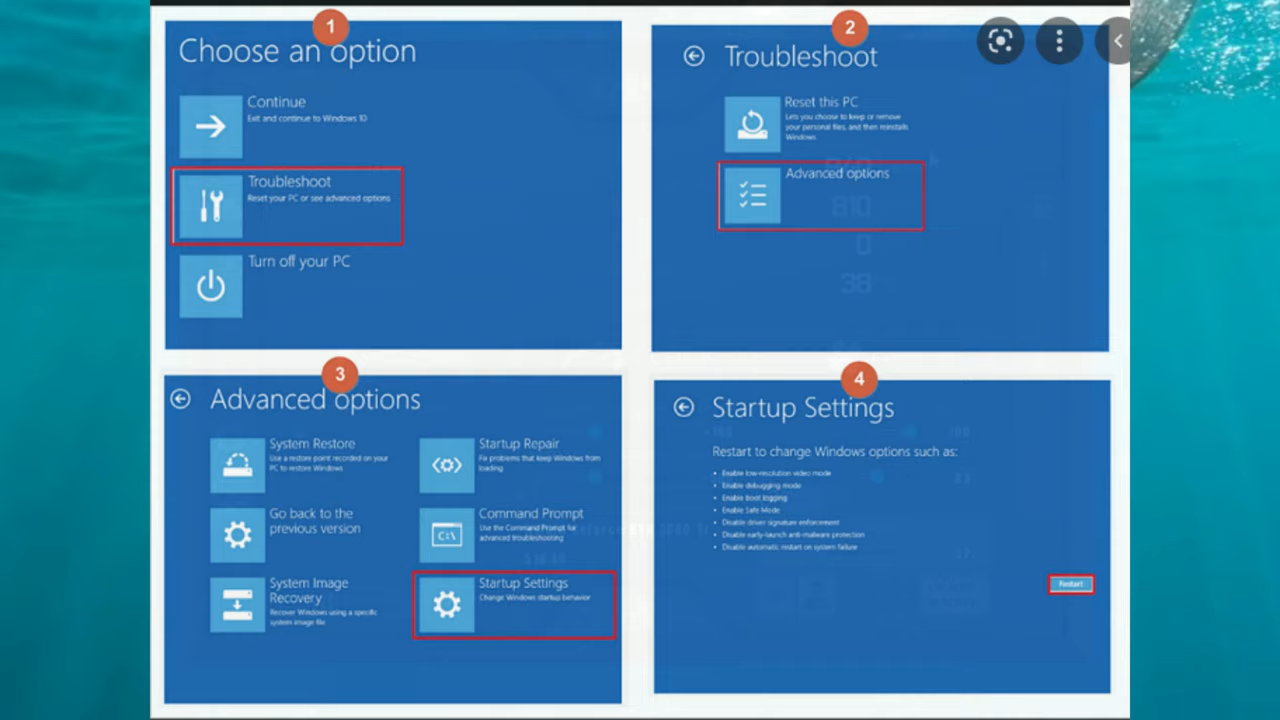 1
Choose an option
Continue
Exit and continue to Windows 10
Troubleshoot
Reset your PC or see advanced options
Turn off your PC
2
Troubleshoot
Reset this PC
Lets you choose to keep or remove
your personal files, and then reinstalls
Windows.
Advanced options
810
0
38
3
Advanced options
System Restore
Use a restore point recorded on your
PC to restore Windows
Go back to the
previous version
System Image
Recovery
Recover Windows using a specific
system image file
Startup Repair
Fix problems that keep Windows from
loading
Command Prompt
Use the Command Prompt for
advanced troubleshooting
C:\
Startup Settings
Change Windows startup behavior
4
Startup Settings
Restart to change Windows options such as:
• Enable low-resolution video mode
• Enable debugging mode
• Enable boot logging
• Enable Safe Mode
• Disable driver signature enforcement
• Disable early-launch anti-malware protection
• Disable automatic restart on system failure
Restart